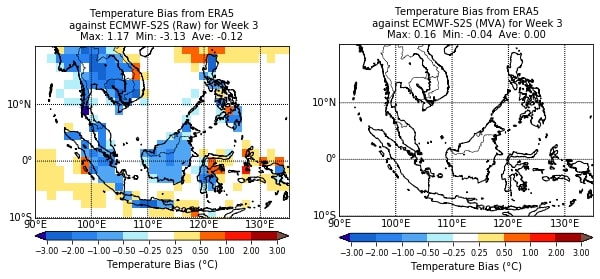 Temperature Bias from ERA5
against ECMWF-S2S (Raw) for Week 3
Max: 1.17 Min: -3.13 Ave: -0.12
10°N
0°
10°S
90°E 100°E 110°E 120°E 130°E
−3.00 −2.00 −1.00 −0.50 −0.25 0.25 0.50 1.00 2.00 3.00
Temperature Bias (°C)
Temperature Bias from ERA5
against ECMWF-S2S (MVA) for Week 3
Max: 0.16 Min: -0.04 Ave: 0.00
10°N
0°
10°S
90°E 100°E 110°E 120°E 130°E
−3.00 −2.00 −1.00 −0.50 −0.25 0.25 0.50 1.00 2.00 3.00
Temperature Bias (°C)